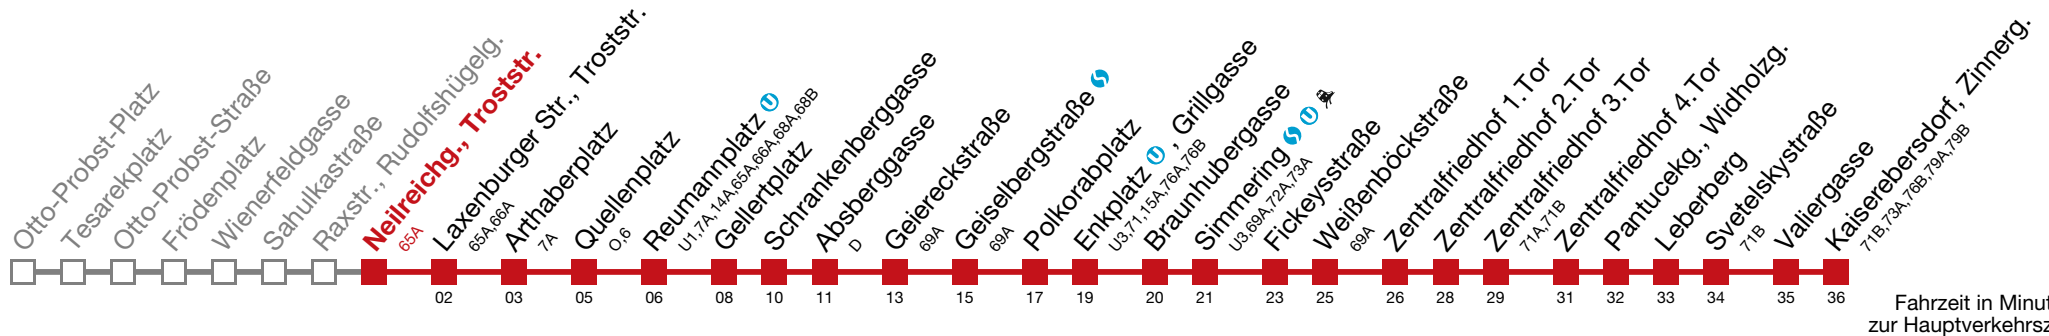 Otto-Probst-Platz
Tesarekplatz
Otto-Probst-Straße
Frödenplatz
Wienerfeldgasse
Sahulkastraße
Raxstr., Rudolfshügelg.
Neilreichg., Troststr.
65A
Laxenburger Str., Troststr.
65A,66A
Arthaberplatz
7A
Quellenplatz
O,6
Reumannplatz U
U1,7A,14A,65A,66A,68A,68B
Gellertplatz
Schrankenberggasse
Absberggasse
D
Geiereckstraße
69A
Geiselbergstraße S
69A
Polkorabplatz
Enkplatz U , Grillgasse
U3,71,15A,76A,76B
Braunhubergasse
Simmering S U
U3,69A,72A,73A
Fickeysstraße
Weißenböckstraße
69A
Zentralfriedhof 1.Tor
Zentralfriedhof 2.Tor
Zentralfriedhof 3.Tor
71A,71B
Zentralfriedhof 4.Tor
Pantucekg., Widholzg.
Leberberg
Svetelskystraße
71B
Valiergasse
Kaiserebersdorf, Zinnerg.
71B,73A,76B,79A,79B
02 03 05 06 08 10 11 13 15 17 19 20 21 23 25 26 28 29 31 32 33 34 35 36
Fahrzeit in Minut
zur Hauptverkehrsz